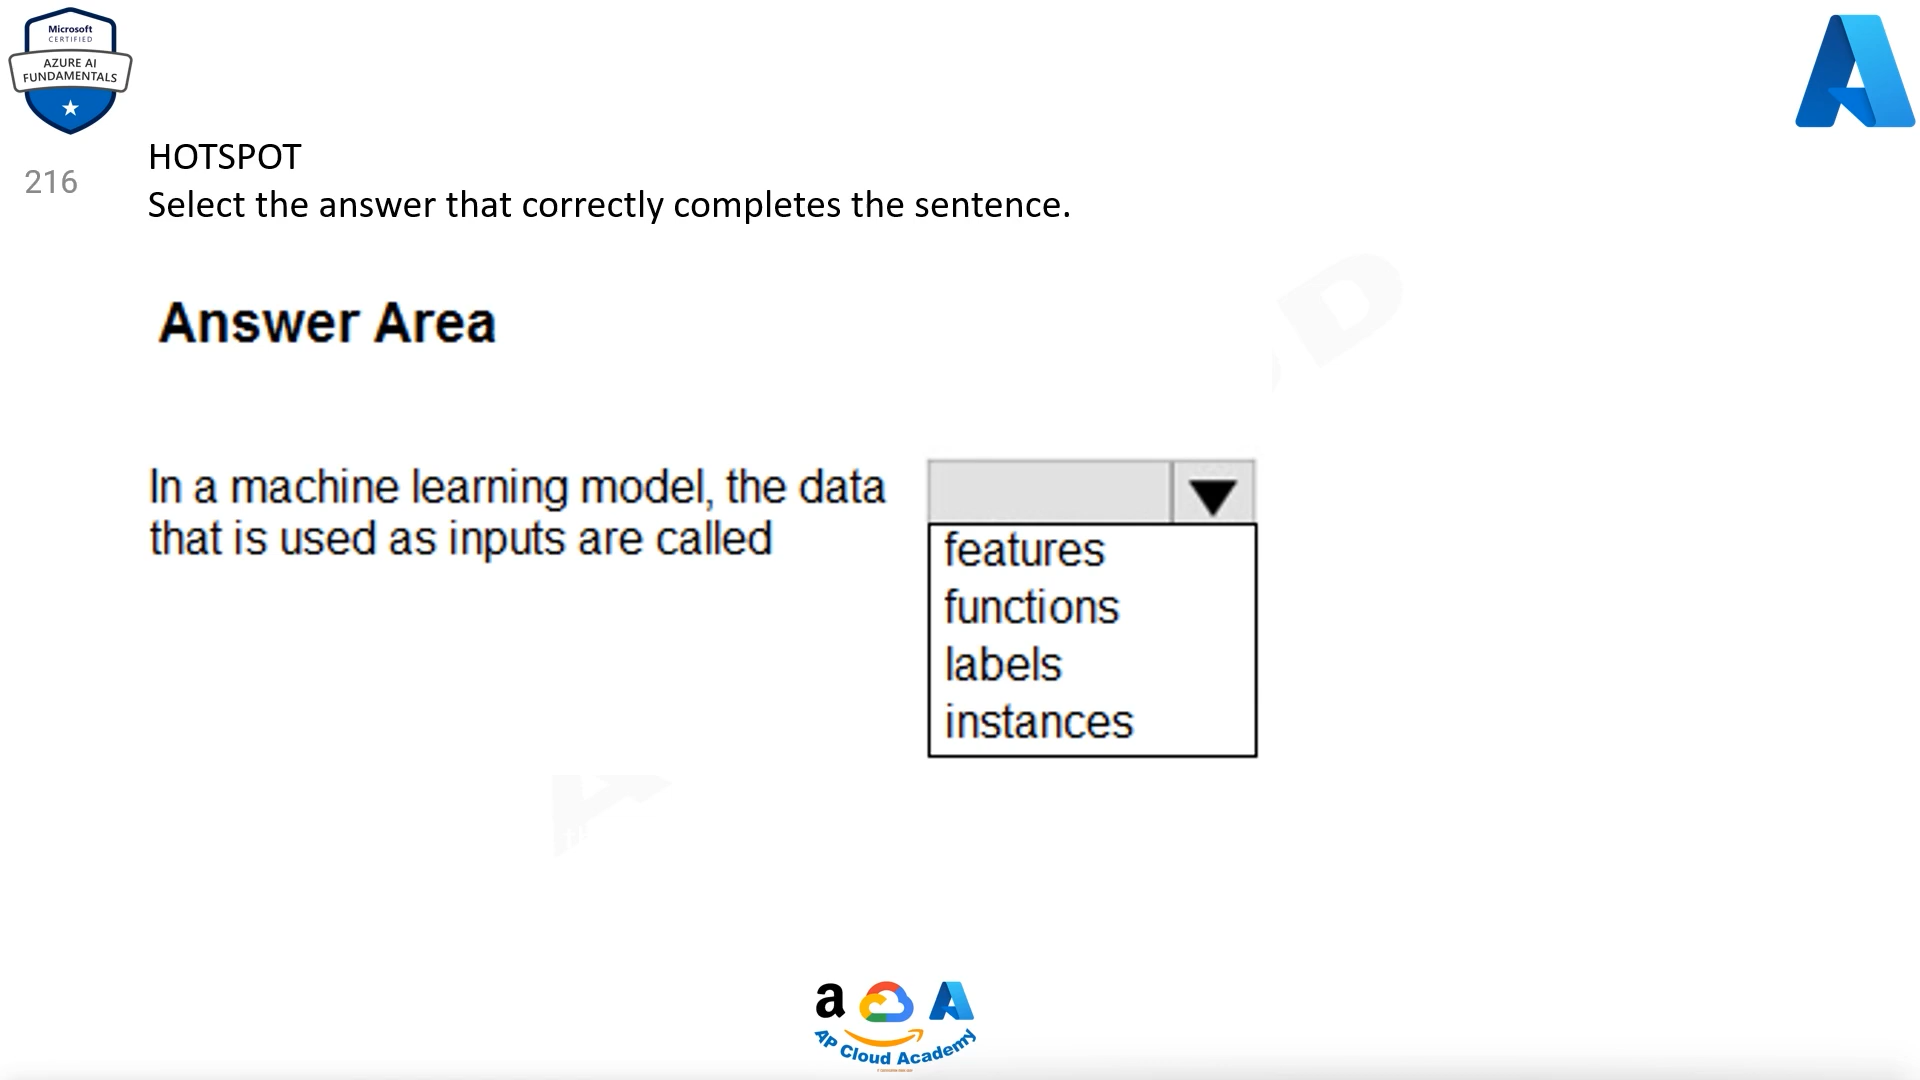 Microsoft
CERTIFIED
AZURE AI
FUNDAMENTALS
216
HOTSPOT
Select the answer that correctly completes the sentence.
Answer Area
In a machine learning model, the data
that is used as inputs are called
features
functions
labels
instances
a
AP Cloud Academy